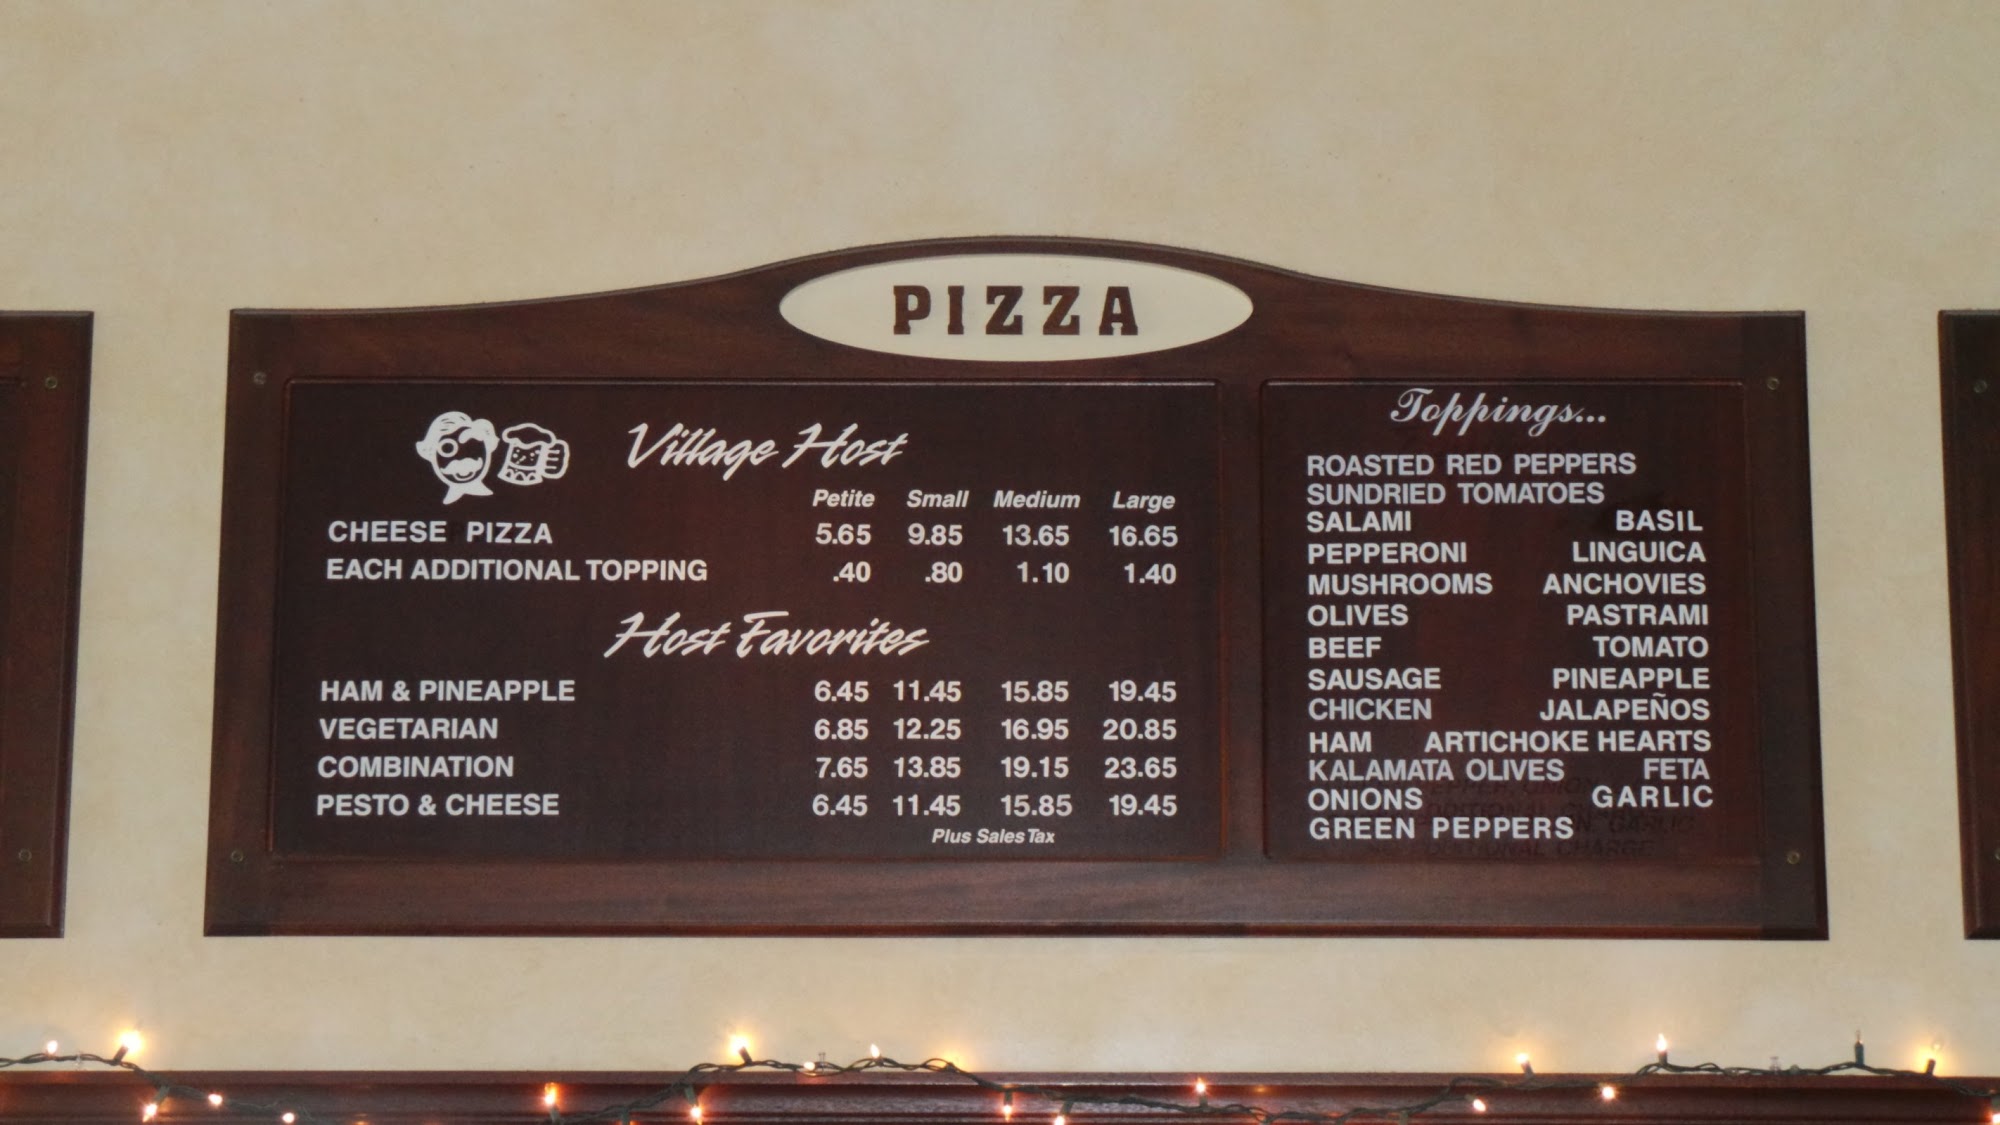 PIZZA
Village Host
Petite Small Medium Large
CHEESE PIZZA 5.65 9.85 13.65 16.65
EACH ADDITIONAL TOPPING .40 .80 1.10 1.40
Host Favorites
HAM & PINEAPPLE 6.45 11.45 15.85 19.45
VEGETARIAN 6.85 12.25 16.95 20.85
COMBINATION 7.65 13.85 19.15 23.65
PESTO & CHEESE 6.45 11.45 15.85 19.45
Plus Sales Tax
Toppings...
ROASTED RED PEPPERS
SUNDRIED TOMATOES
SALAMI BASIL
PEPPERONI LINGUICA
MUSHROOMS ANCHOVIES
OLIVES PASTRAMI
BEEF TOMATO
SAUSAGE PINEAPPLE
CHICKEN JALAPEÑOS
HAM ARTICHOKE HEARTS
KALAMATA OLIVES FETA
ONIONS GARLIC
GREEN PEPPERS